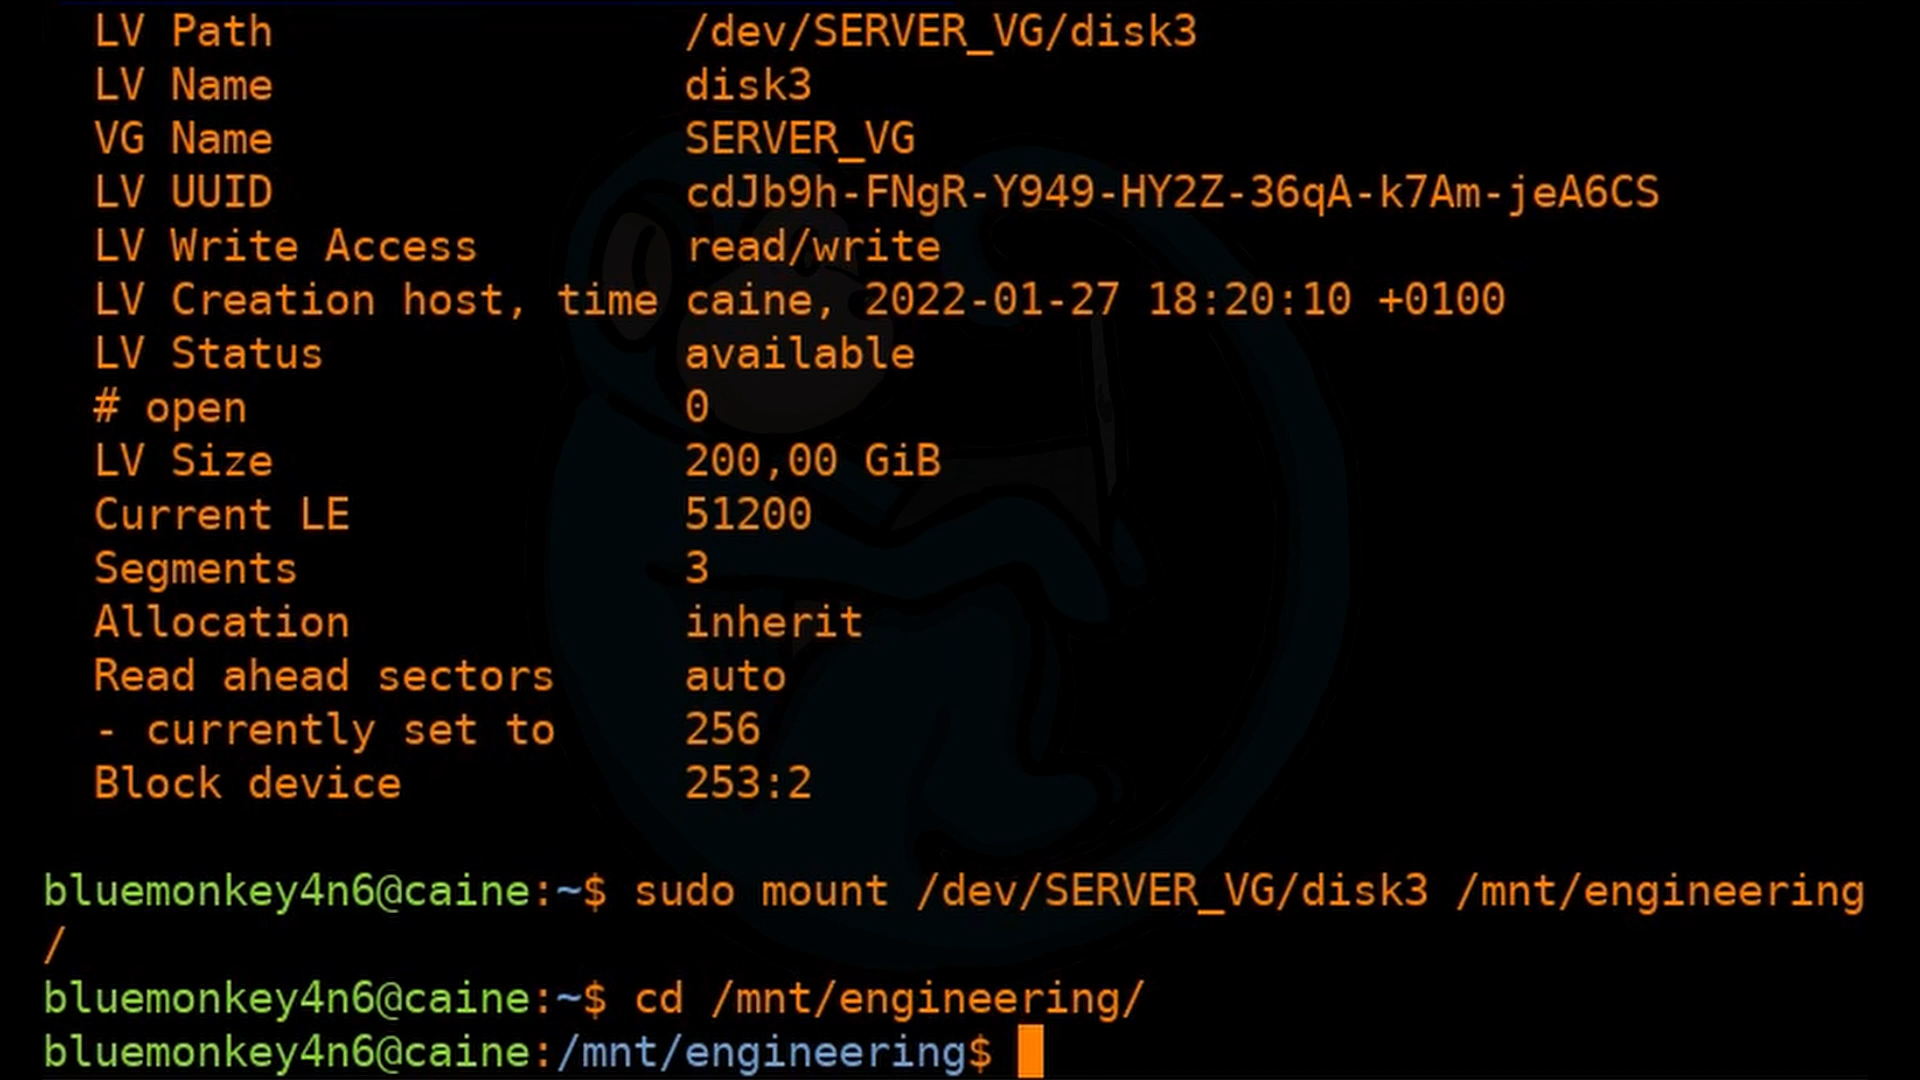 LV Path /dev/SERVER_VG/disk3
LV Name disk3
VG Name SERVER_VG
LV UUID cdJb9h-FNgR-Y949-HY2Z-36qA-k7Am-jeA6CS
LV Write Access read/write
LV Creation host, time caine, 2022-01-27 18:20:10 +0100
LV Status available
# open 0
LV Size 200,00 GiB
Current LE 51200
Segments 3
Allocation inherit
Read ahead sectors auto
- currently set to 256
Block device 253:2
bluemonkey4n6@caine:~$ sudo mount /dev/SERVER_VG/disk3 /mnt/engineering
/
bluemonkey4n6@caine:~$ cd /mnt/engineering/
bluemonkey4n6@caine:/mnt/engineering$